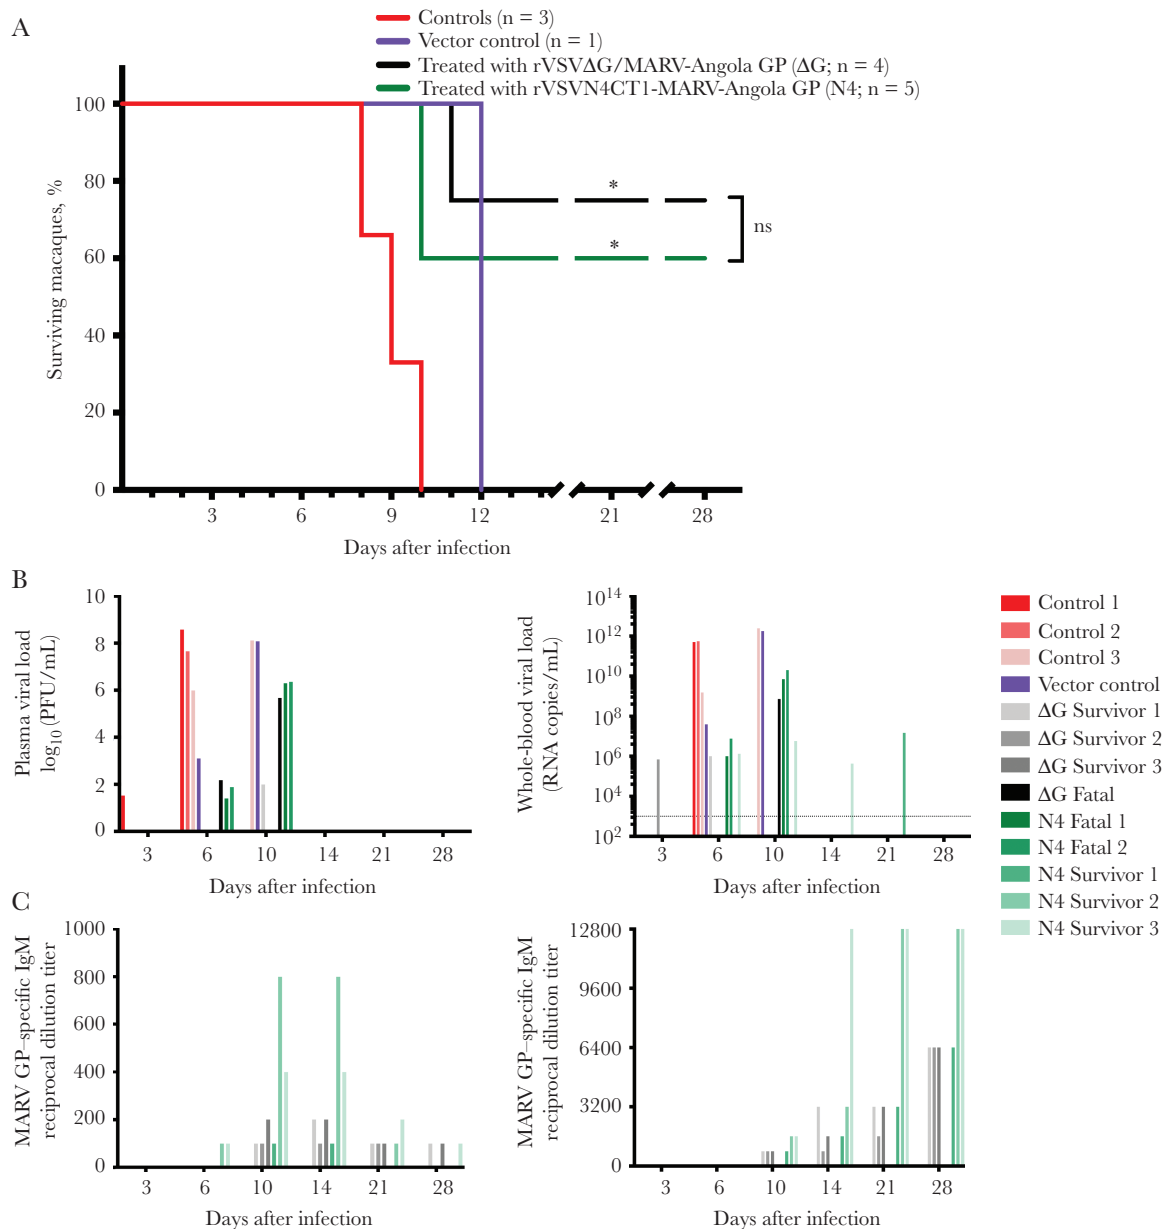 A
Controls (n = 3)
Vector control (n = 1)
Treated with rVSVΔG/MARV-Angola GP (ΔG; n = 4)
Treated with rVSVN4CT1-MARV-Angola GP (N4; n = 5)
Surviving macaques, %
100
80
60
40
20
0
*
*
ns
3
6
9
12
21
28
Days after infection
B
Plasma viral load
log10 (PFU/mL)
10
8
6
4
2
0
3
6
10
14
21
28
Days after infection
Whole-blood viral load
(RNA copies/mL)
10^14
10^12
10^10
10^8
10^6
10^4
10^2
3
6
10
14
21
28
Days after infection
Control 1
Control 2
Control 3
Vector control
ΔG Survivor 1
ΔG Survivor 2
ΔG Survivor 3
ΔG Fatal
N4 Fatal 1
N4 Fatal 2
N4 Survivor 1
N4 Survivor 2
N4 Survivor 3
C
MARV GP–specific IgM
reciprocal dilution titer
1000
800
600
400
200
0
3
6
10
14
21
28
Days after infection
MARV GP–specific IgM
reciprocal dilution titer
12800
9600
6400
3200
0
3
6
10
14
21
28
Days after infection